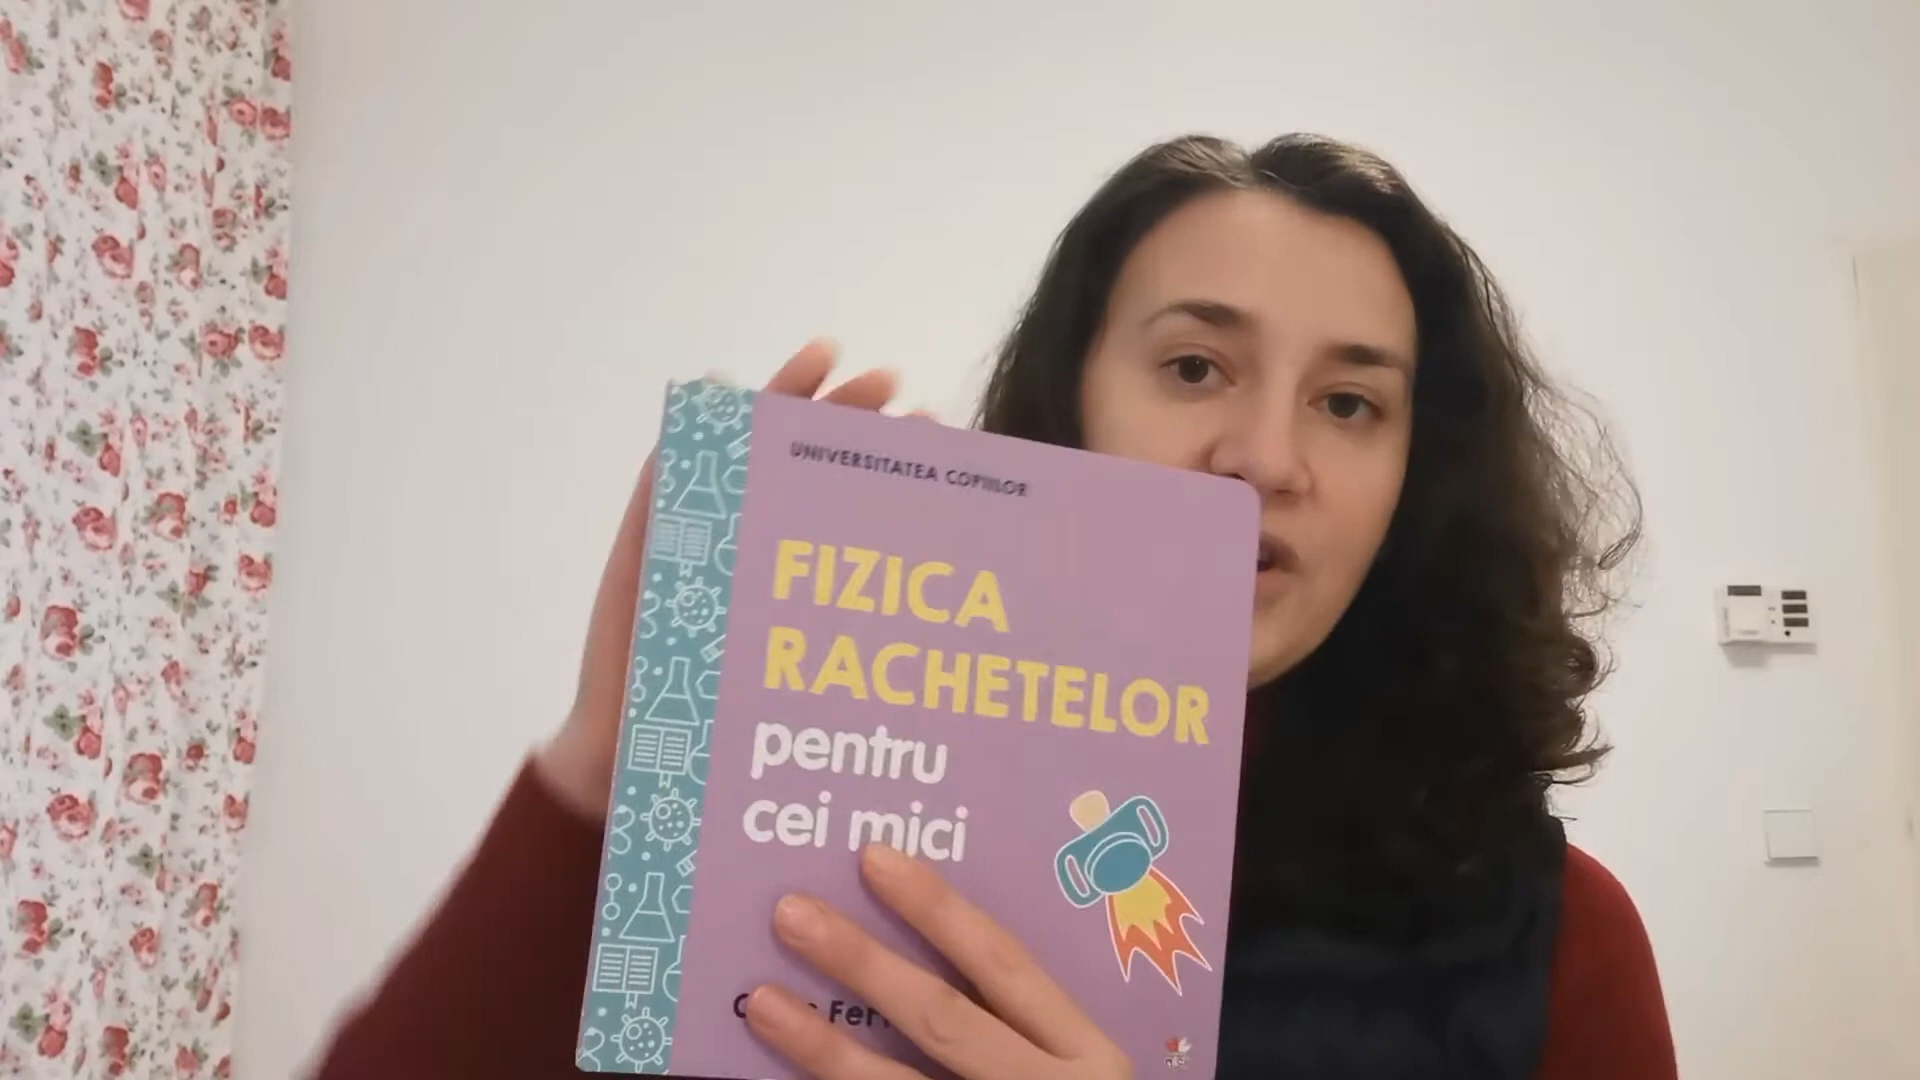 UNIVERSITATEA COPIILOR
FIZICA
RACHETELOR
pentru
cei mici